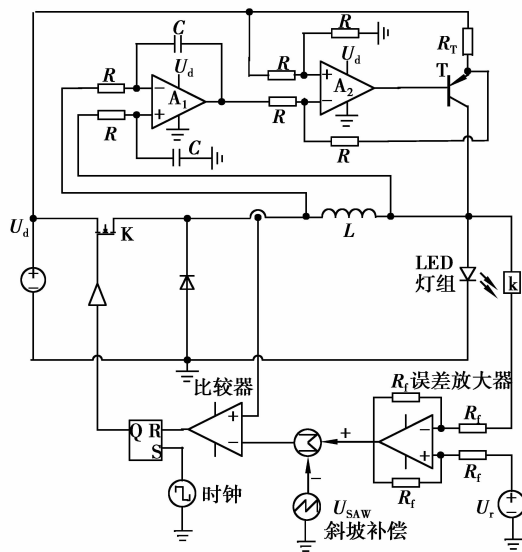 C
R
R
R_T
U_d
U_d
T
R
R
A_1
A_2
R
R
C
R
U_d
K
L
LED
灯组
k
比较器
R_f 误差放大器
R_f
Q R
S
R_f
R_f
时钟
U_SAW
斜坡补偿
U_r